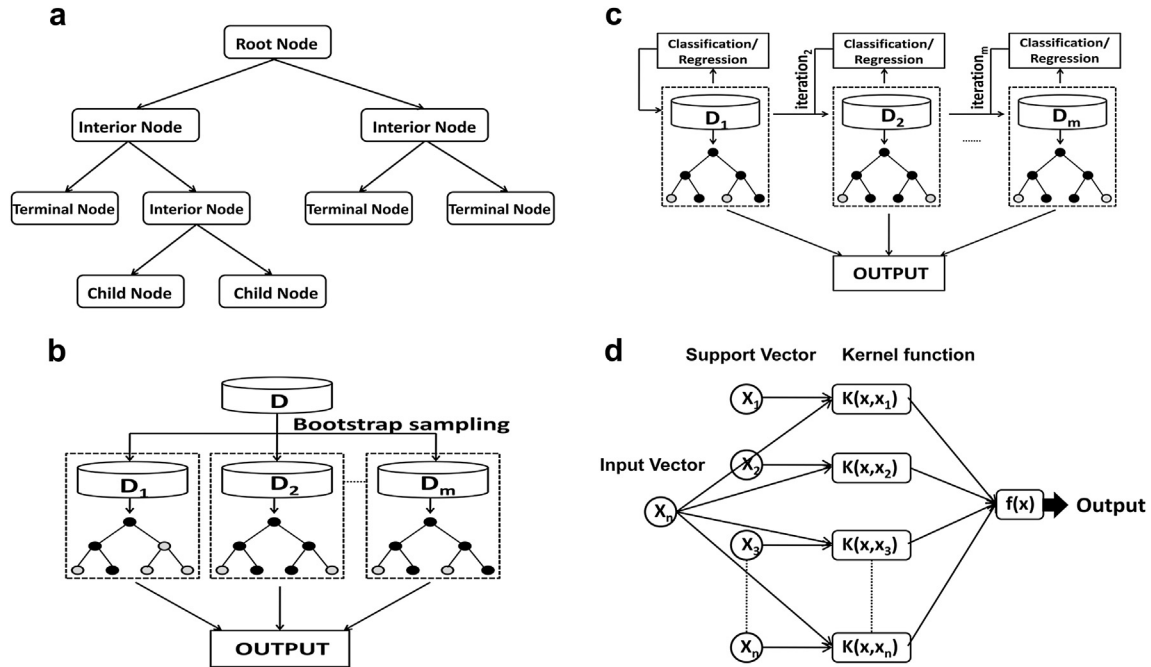 a
Root Node
Interior Node
Interior Node
Terminal Node
Interior Node
Terminal Node
Terminal Node
Child Node
Child Node
b
D
Bootstrap sampling
D1
D2
Dm
OUTPUT
c
Classification/
Regression
Classification/
Regression
Classification/
Regression
iteration2
iterationm
D1
D2
Dm
.......
OUTPUT
d
Support Vector
Kernel function
X1
K(x,x1)
Input Vector
X2
K(x,x2)
Xn
f(x)
Output
X3
K(x,x3)
Xn
K(x,xn)